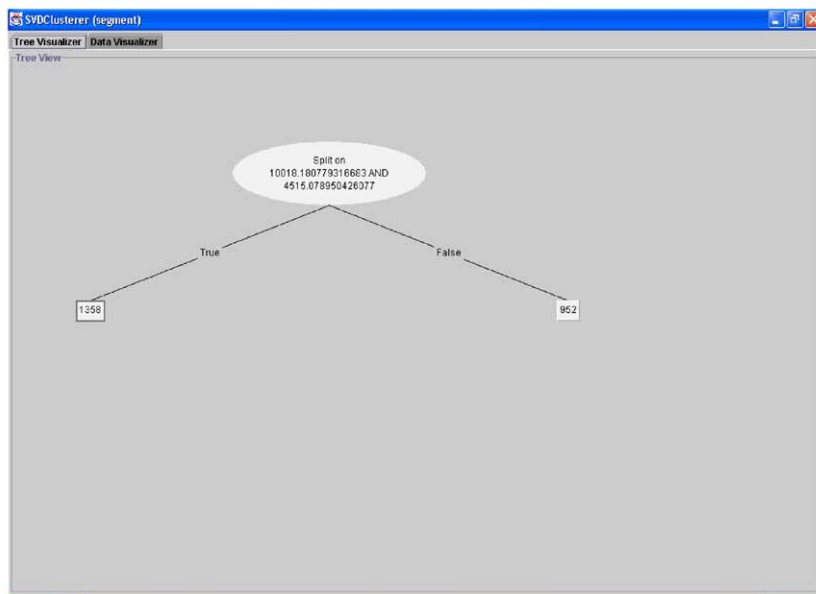 SVDClusterer (segment)
Tree Visualizer Data Visualizer
Tree View
Split on
10018.180779316683 AND
4515.078950426077
True
False
1358
952